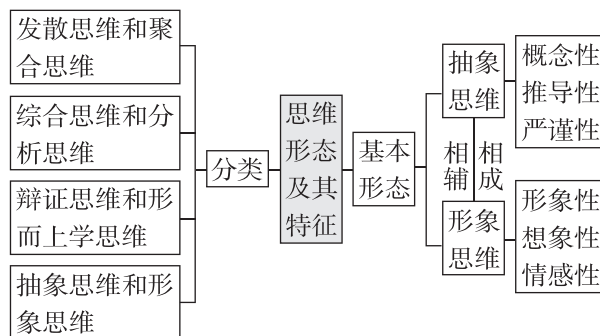 发散思维和聚
合思维
综合思维和分
析思维
辩证思维和形
而上学思维
抽象思维和形
象思维
分类
思维
形态
及其
特征
基本
形态
抽象
思维
相辅
相成
形象
思维
概念性
推导性
严谨性
形象性
想象性
情感性